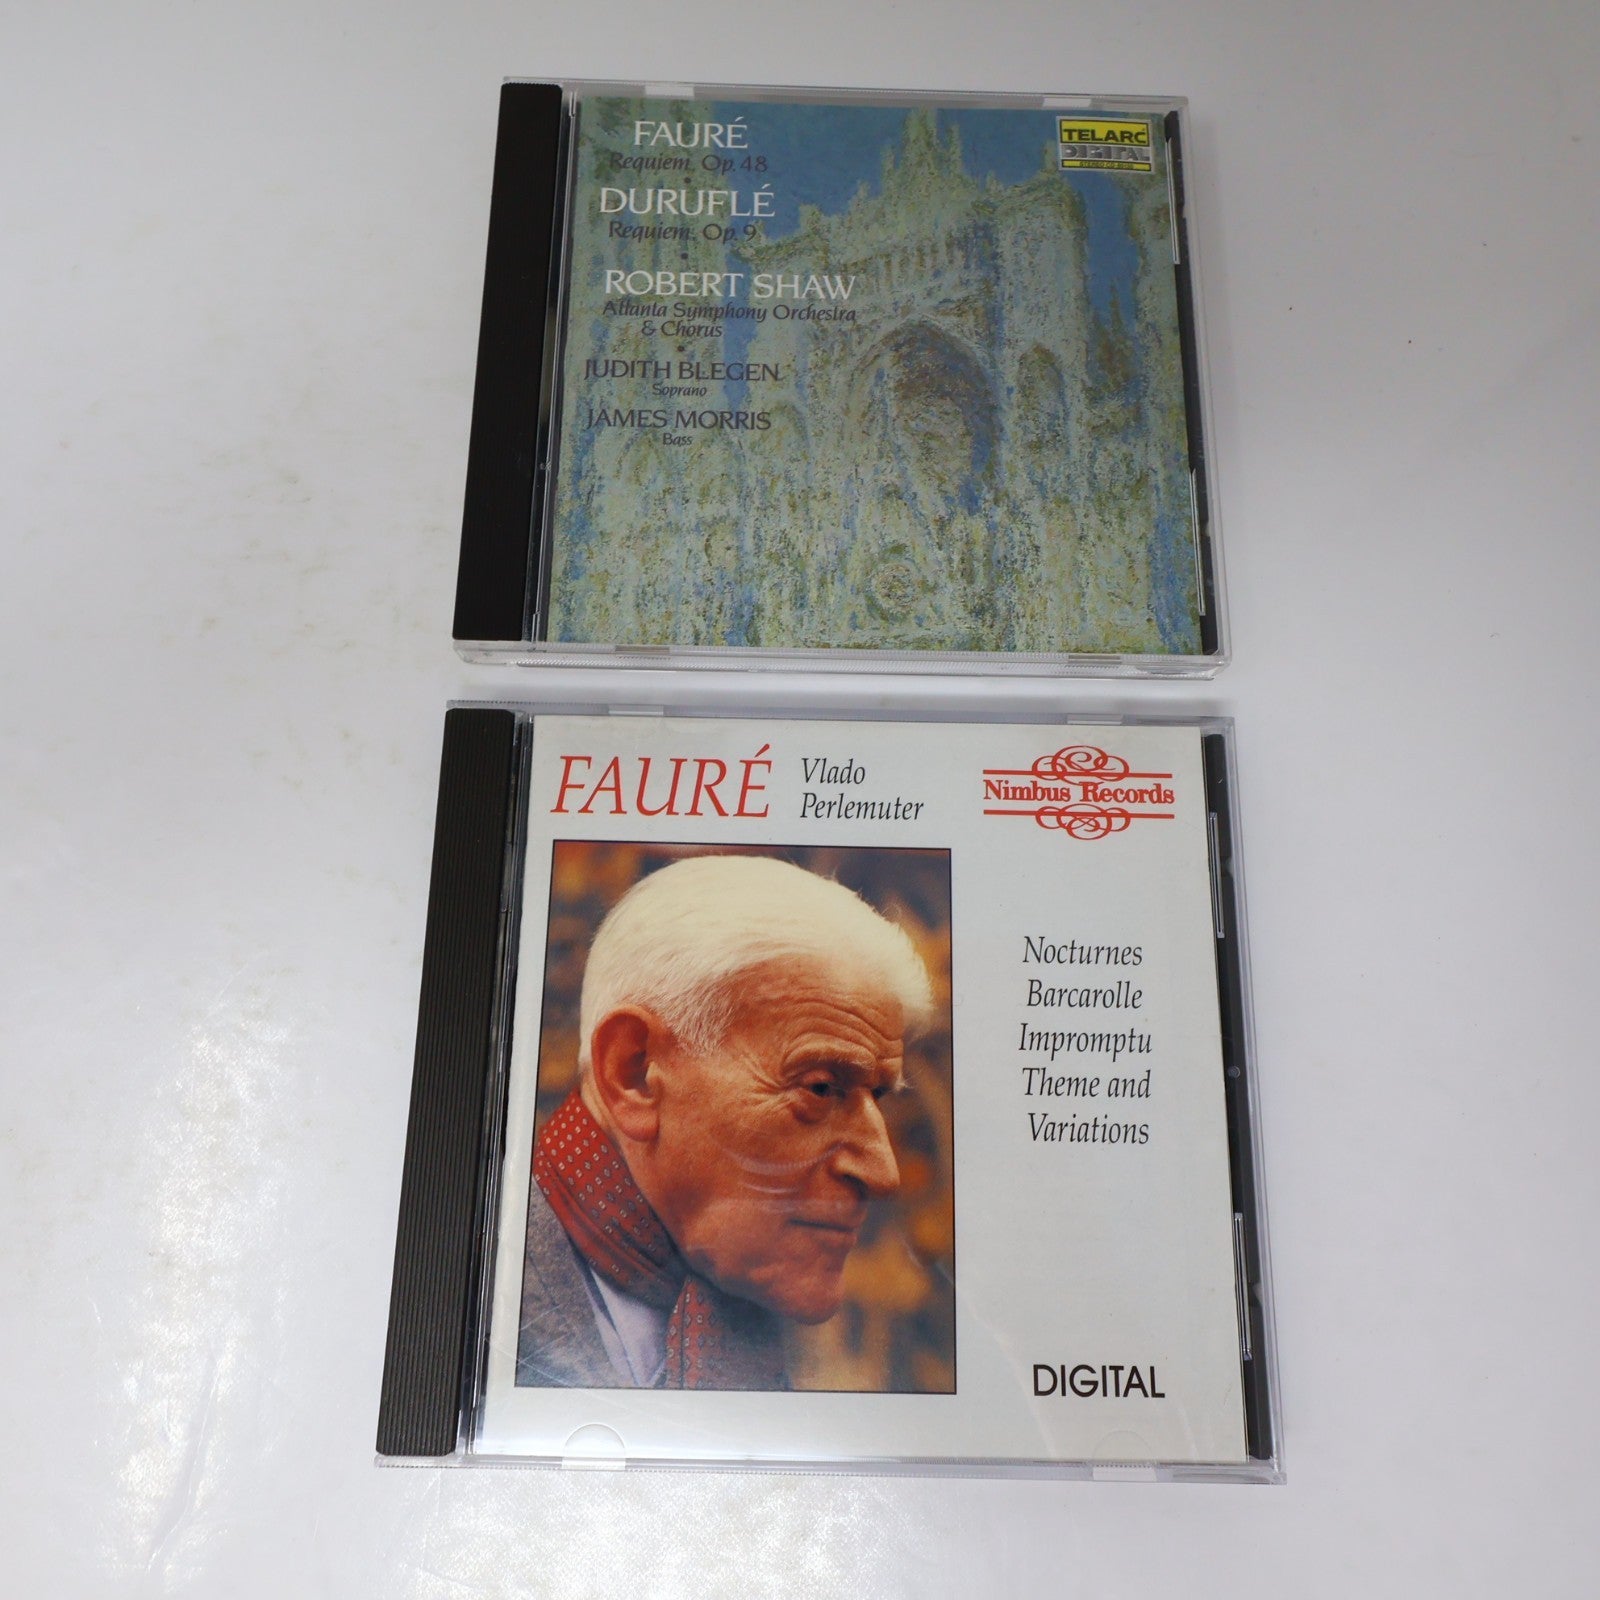 FAURÉ
Requiem, Op. 48
•
DURUFLÉ
Requiem, Op. 9
•
ROBERT SHAW
Atlanta Symphony Orchestra
& Chorus
•
JUDITH BLEGEN
Soprano
JAMES MORRIS
Bass
TELARC
DIGITAL
FAURÉ
Vlado
Perlemuter
Nimbus Records
Nocturnes
Barcarolle
Impromptu
Theme and
Variations
DIGITAL